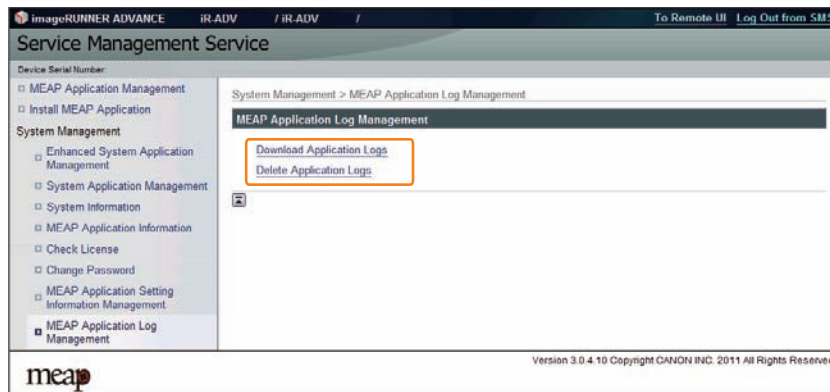 imageRUNNER ADVANCE iR-ADV / iR-ADV / To Remote UI Log Out from SMS
Service Management Service
Device Serial Number:
MEAP Application Management
Install MEAP Application
System Management
Enhanced System Application
Management
System Application Management
System Information
MEAP Application Information
Check License
Change Password
MEAP Application Setting
Information Management
MEAP Application Log
Management
System Management > MEAP Application Log Management
MEAP Application Log Management
Download Application Logs
Delete Application Logs
Version 3.0.4.10 Copyright CANON INC. 2011 All Rights Reserve
meap